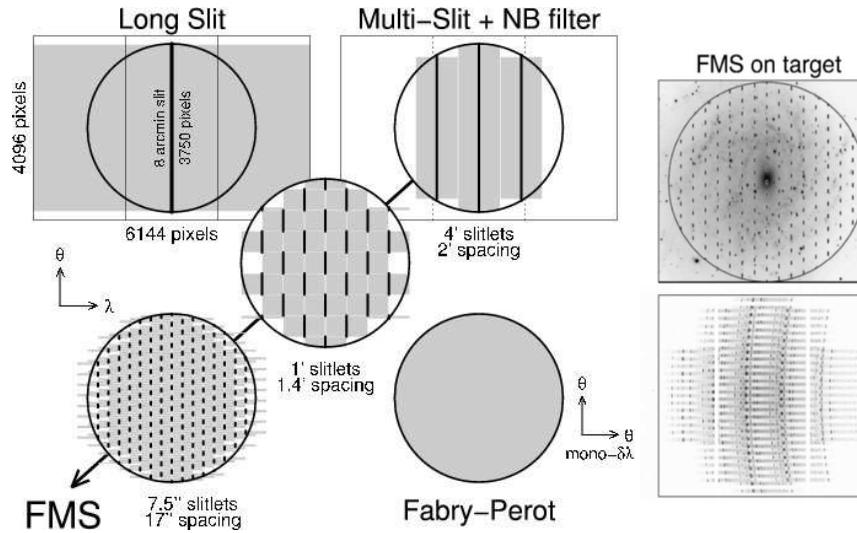 Long Slit
Multi-Slit + NB filter
FMS on target
4096 pixels
8 arcmin slit
3750 pixels
6144 pixels
4' slitlets
2' spacing
θ
λ
1' slitlets
1.4' spacing
θ
θ
mono-δλ
7.5" slitlets
17" spacing
FMS
Fabry-Perot